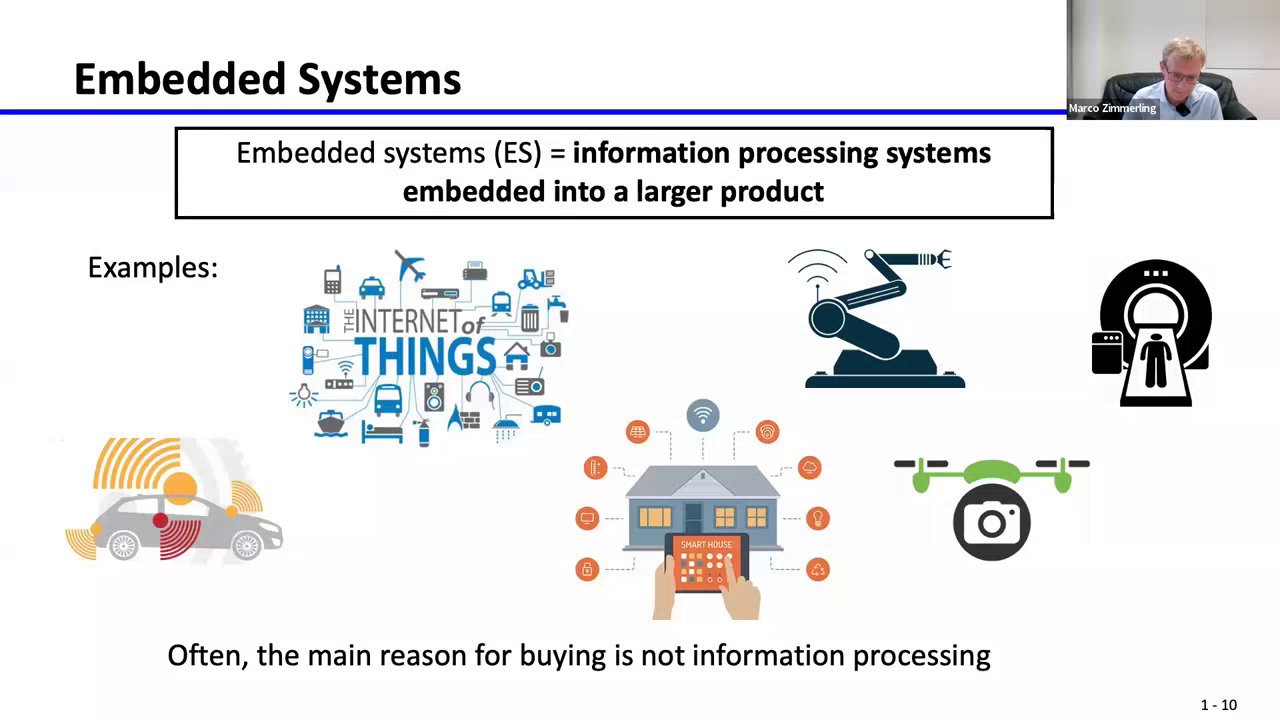 Embedded Systems
Marco Zimmerling
Embedded systems (ES) = information processing systems
embedded into a larger product
Examples:
THE INTERNET of
THINGS
SMART HOUSE
Often, the main reason for buying is not information processing
1 - 10